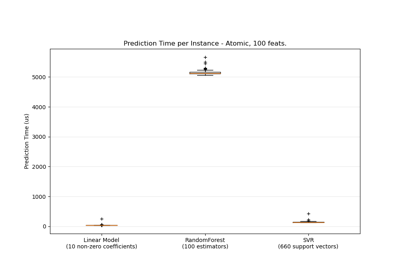 Prediction Time per Instance - Atomic, 100 feats.
Prediction Time (us)
5000
4000
3000
2000
1000
0
Linear Model
(10 non-zero coefficients)
RandomForest
(100 estimators)
SVR
(660 support vectors)